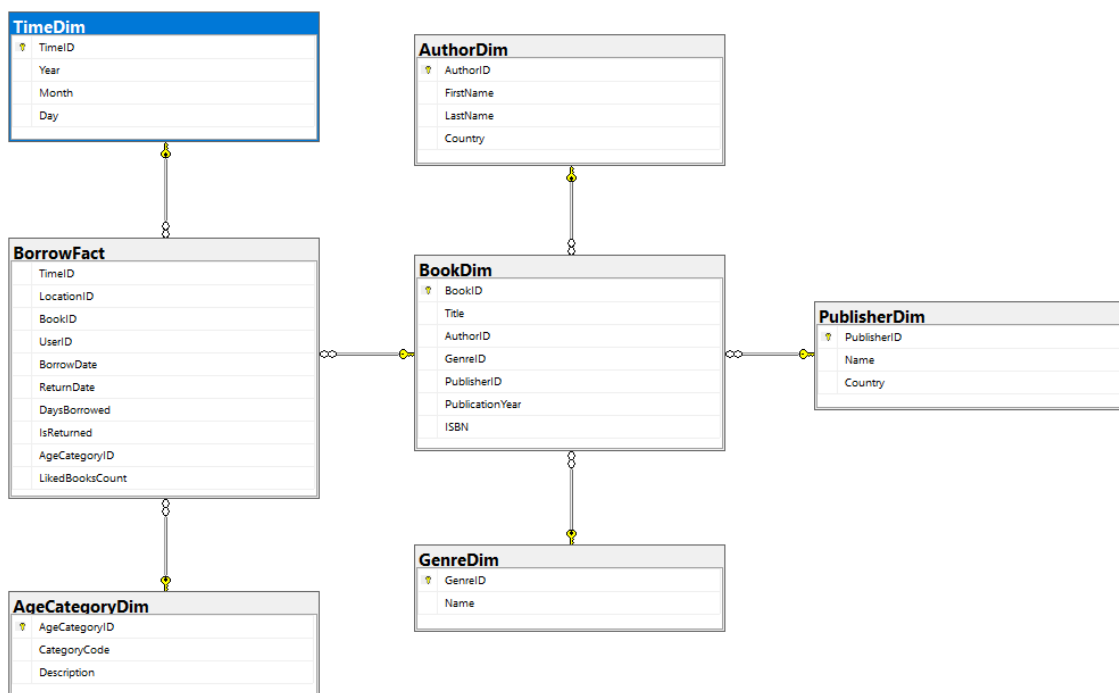 TimeDim
TimeID
Year
Month
Day
AuthorDim
AuthorID
FirstName
LastName
Country
BorrowFact
TimeID
LocationID
BookID
UserID
BorrowDate
ReturnDate
DaysBorrowed
IsReturned
AgeCategoryID
LikedBooksCount
BookDim
BookID
Title
AuthorID
GenreID
PublisherID
PublicationYear
ISBN
PublisherDim
PublisherID
Name
Country
AgeCategoryDim
AgeCategoryID
CategoryCode
Description
GenreDim
GenreID
Name